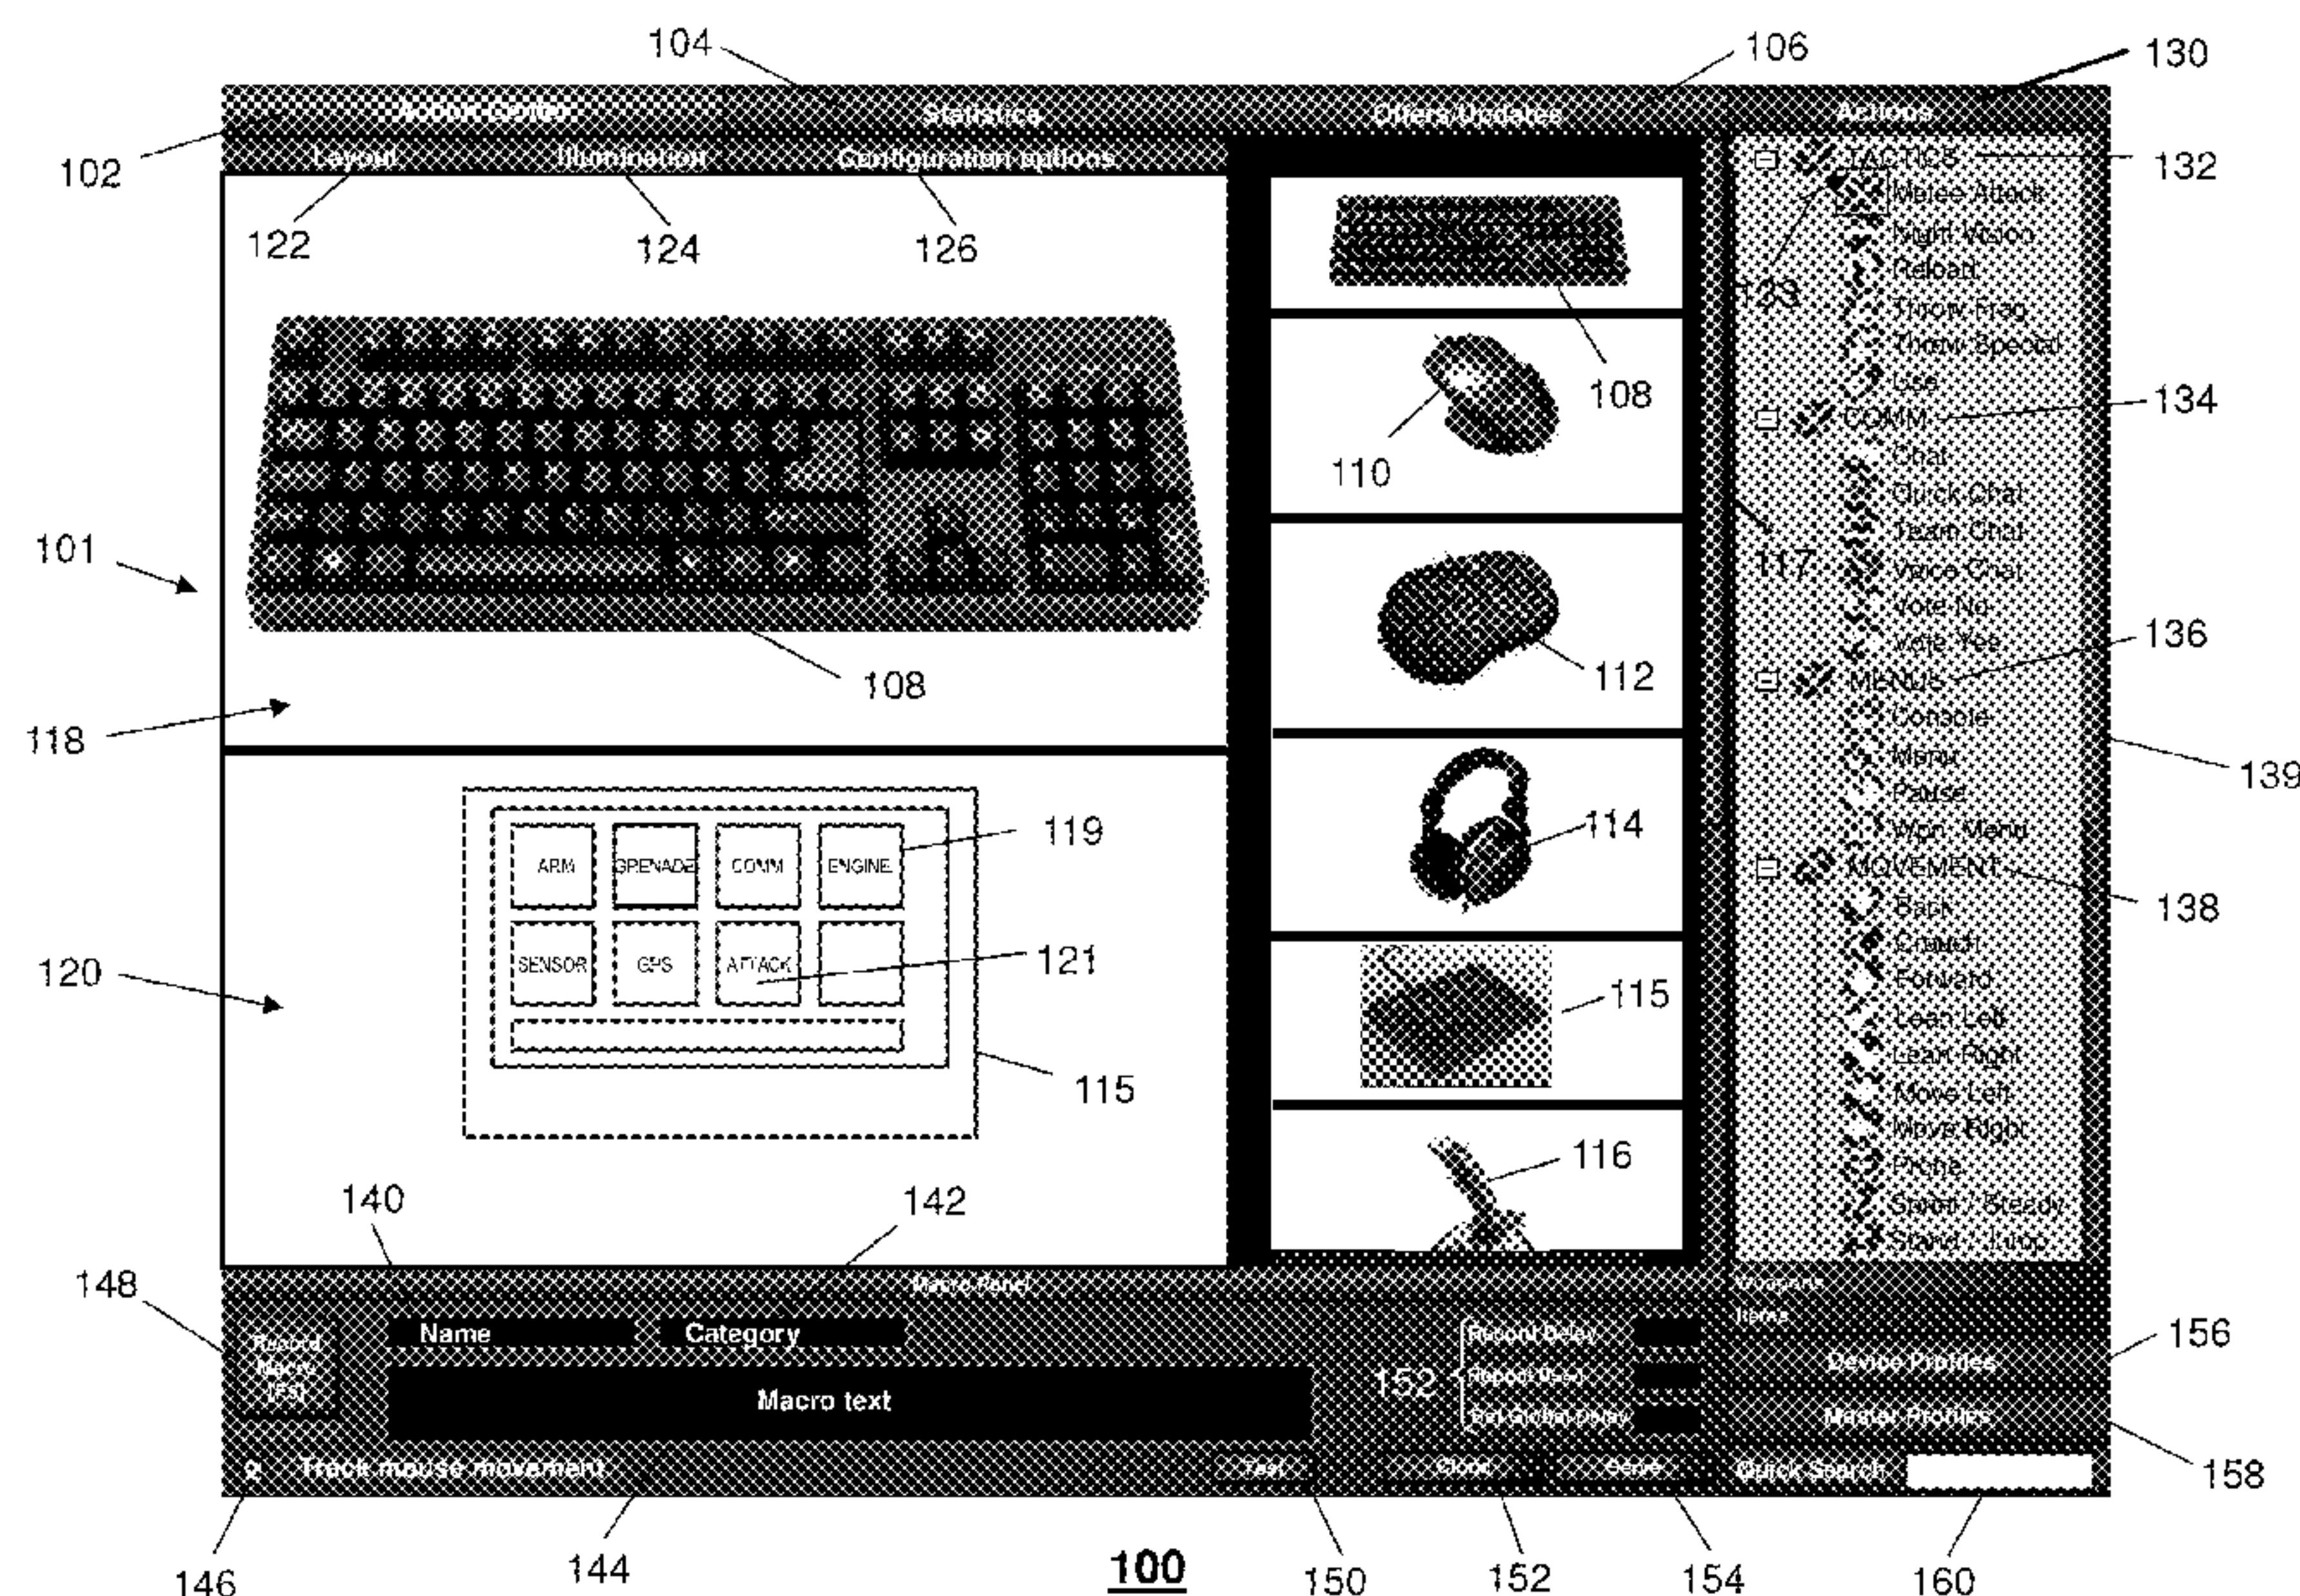 104
106
130
Statistics
Offers/Updates
Actions
102
Layout
Illumination
Configuration options
TACTICS
132
Melee Attack
122
124
126
Night Vision
Reload
133
Throw Frag
Throw Special
108
Use
134
COMM
110
Chat
Quick Chat
Team Chat
101
117
Voice Chat
Vote No
136
Vote Yes
112
MENUS
108
118
Console
Menu
139
Pause
119
114
Wpn. Menu
ARM
GRENADE
COMM
ENGINE
MOVEMENT
138
Back
Crouch
121
SENSOR
GPS
ATTACK
120
Forward
115
Lean Left
Lean Right
115
Move Left
Move Right
116
Prone
140
142
Sprint / Steady
Stand / Jump
148
Macro Panel
Weapons
Items
Record
Macro
[F5]
Name
Category
Record Delay
156
Device Profiles
152
Macro text
Set Global Delay
Master Profiles
Track mouse movement
Test
Quick Search
158
146
144
100
150
152
154
160